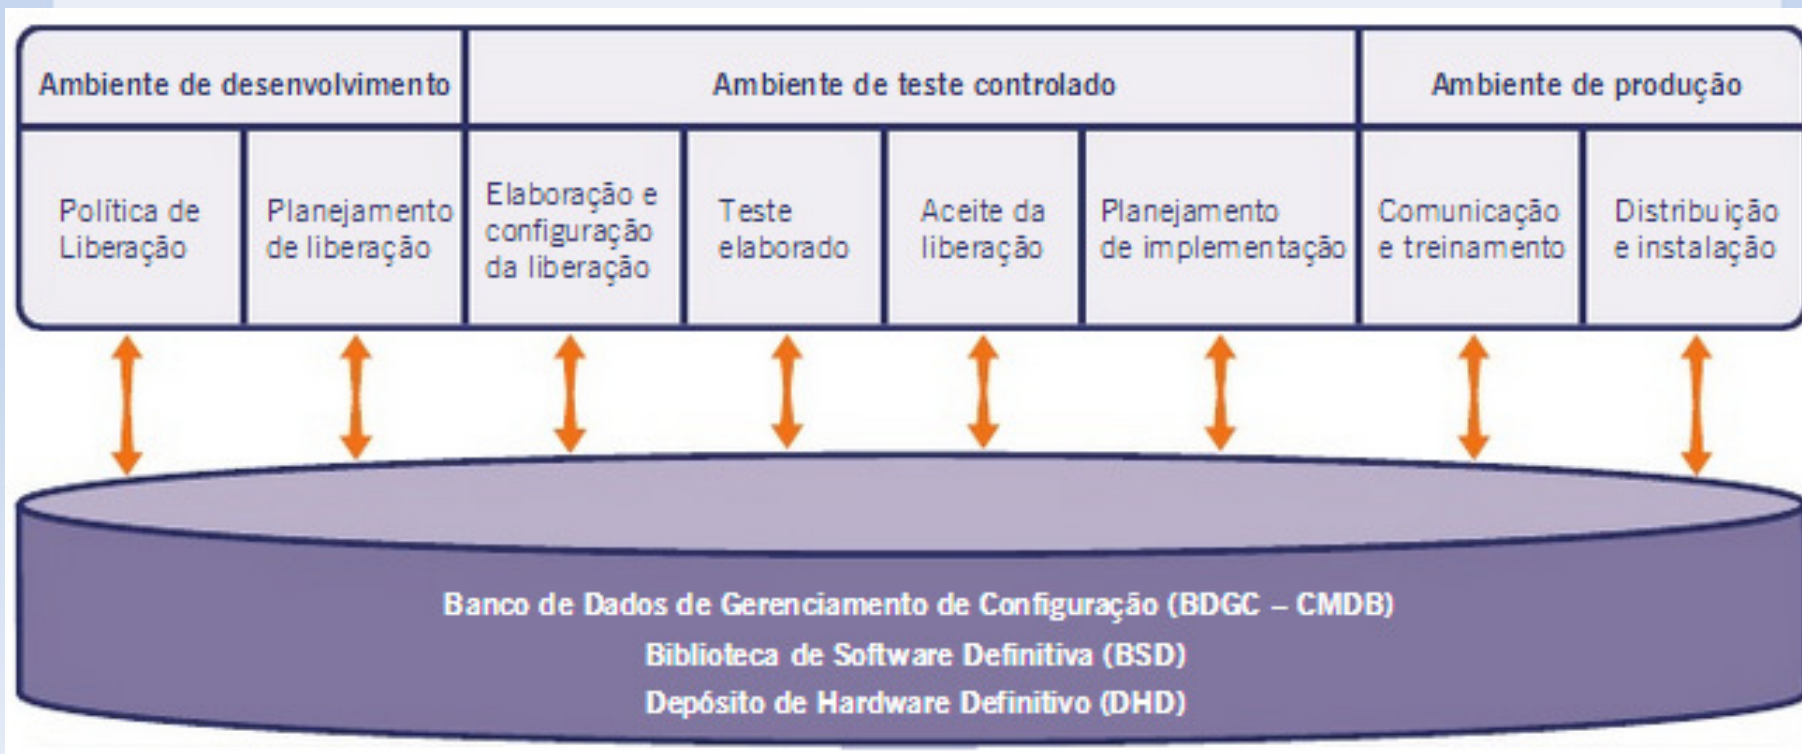 Ambiente de desenvolvimento
Ambiente de teste controlado
Ambiente de produção
Política de
Liberação
Planejamento
de liberação
Elaboração e
configuração
da liberação
Teste
elaborado
Aceite da
liberação
Planejamento
de implementação
Comunicação
e treinamento
Distribuição
e instalação
Banco de Dados de Gerenciamento de Configuração (BDGC – CMDB)
Biblioteca de Software Definitiva (BSD)
Depósito de Hardware Definitivo (DHD)